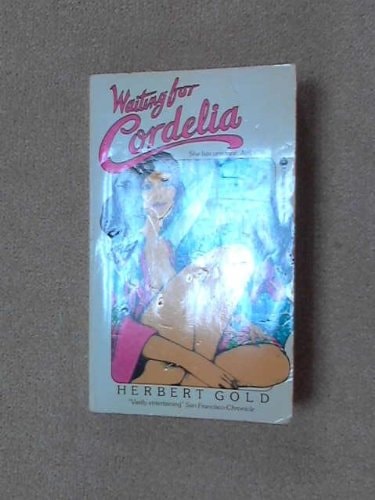 Waiting for
Cordelia
HERBERT GOLD
"Vastly entertaining" San Francisco Chronicle